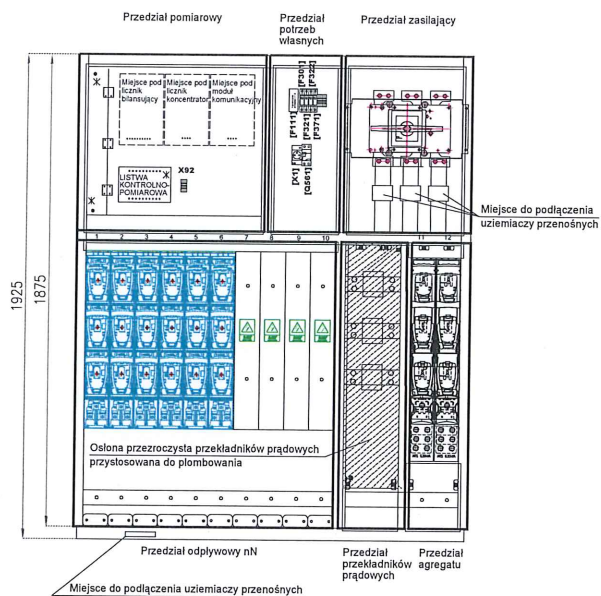 Przedział pomiarowy
Przedział
potrzeb
własnych
Przedział zasilający
Miejsce pod
licznik
bilansujący
Miejsce pod
licznik
koncentrator
Miejsce pod
moduł
komunikacyjny
[F301]
[F322]
[F111]
[F321]
[F371]
[X1]
[Q561]
LISTWA
KONTROLNO-
POMIAROWA
X92
Miejsce do podłączenia
uziemiaczy przenośnych
1 2 3 4 5 6 7 8 9 10 11 12
1925
1875
Osłona przezroczysta przekładników prądowych
przystosowana do plombowania
Przedział odpływowy nN
Przedział
przekładników
prądowych
Przedział
agregatu
Miejsce do podłączenia uziemiaczy przenośnych